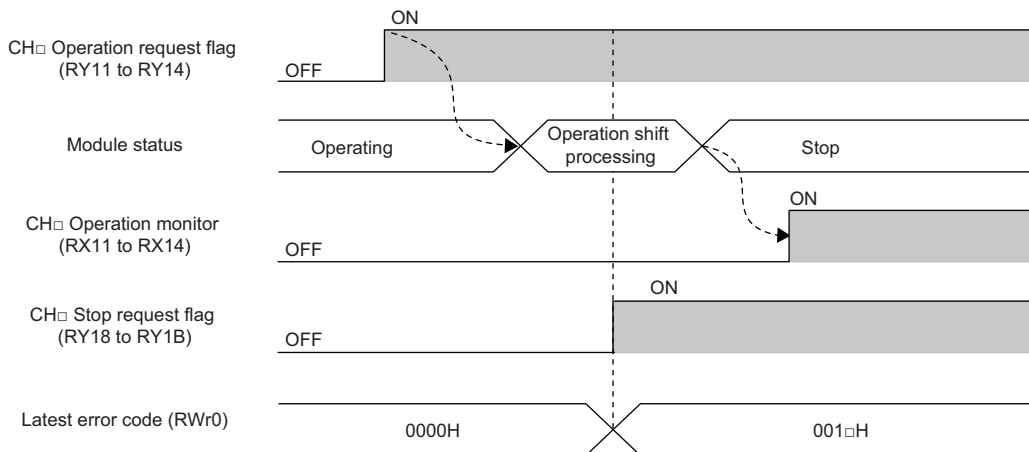 ON
CH□ Operation request flag
(RY11 to RY14)
OFF
Module status
Operating
Operation shift
processing
Stop
ON
CH□ Operation monitor
(RX11 to RX14)
OFF
ON
CH□ Stop request flag
(RY18 to RY1B)
OFF
Latest error code (RWr0)
0000H
001□H